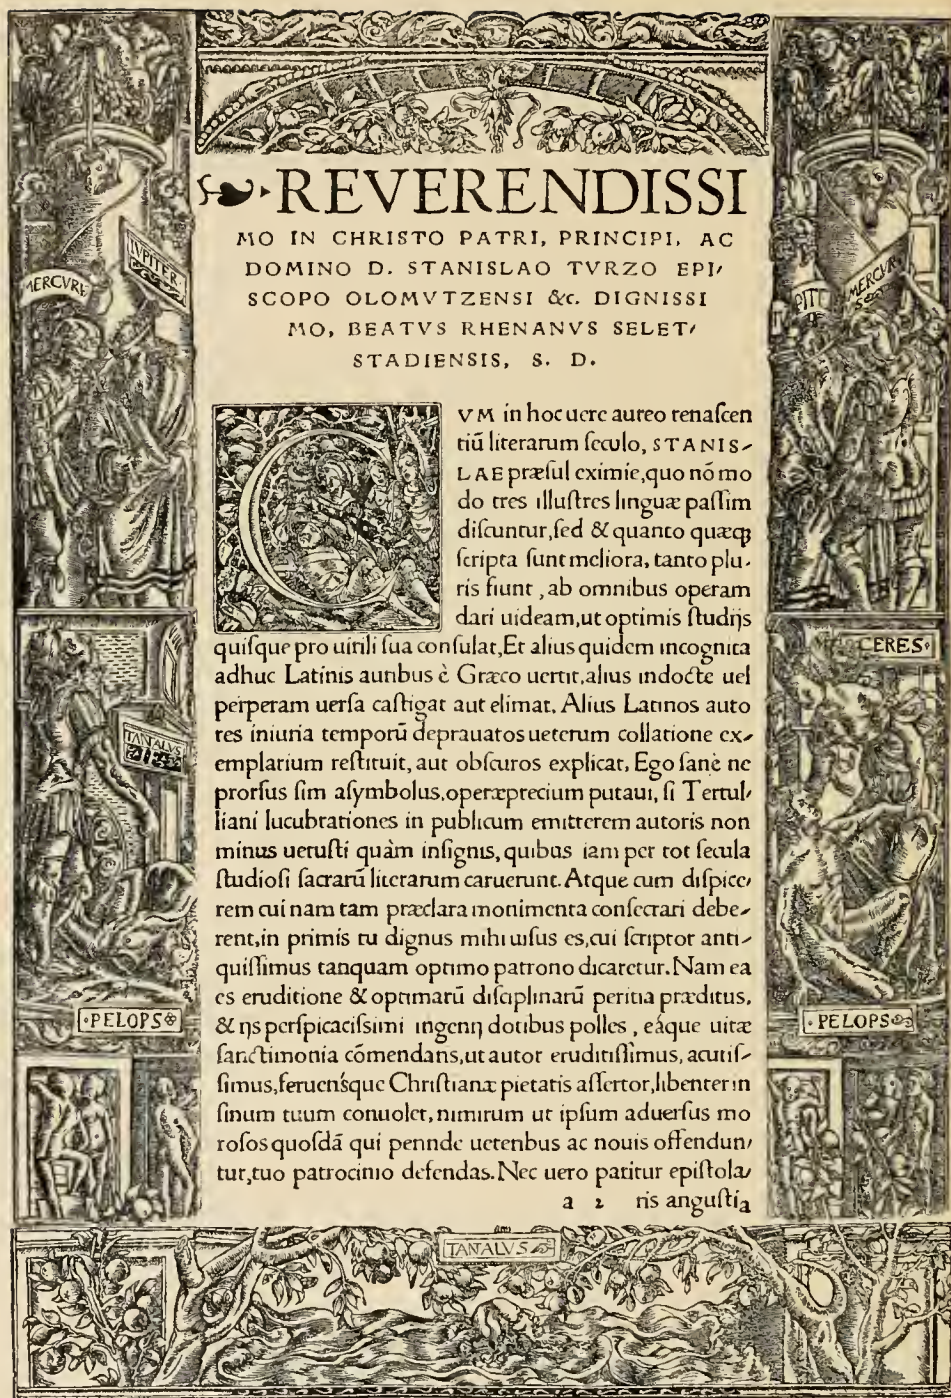 REVERENDISSI
MO IN CHRISTO PATRI, PRINCIPI, AC
DOMINO D. STANISLAO TVRZO EPI/
SCOPO OLOMVTZENSI &c. DIGNISSI
MO, BEATVS RHENANVS SELET/
STADIENSIS, S. D.
CVM in hoc uere aureo renaſcen
tiū literarum ſeculo, STANIS/
LAE præſul eximie, quo nō mo
do tres illuſtres linguæ paſſim
diſcuntur, ſed & quanto quæqꝫ
ſcripta ſunt meliora, tanto plu/
ris fiunt, ab omnibus operam
dari uideam, ut optimis ſtudijs
quiſque pro uirili ſua conſulat, Et alius quidem incognita
adhuc Latinis auribus è Græco uertit, alius indocte uel
perperam uerſa caſtigat aut elimat. Alius Latinos auto
res iniuria temporū deprauatos ueterum collatione ex/
emplarium reſtituit, aut obſcuros explicat. Ego ſanè ne
prorſus ſim aſymbolus, operæprecium putaui, ſi Tertul/
liani lucubrationes in publicum emitterem autoris non
minus uetuſti quàm inſignis, quibus iam per tot ſecula
ſtudioſi ſacrarū literarum caruerunt. Atque cum diſpice/
rem cui nam tam præclara monimenta conſecrari debe/
rent, in primis tu dignus mihi uiſus es, cui ſcriptor anti/
quiſſimus tanquam optimo patrono dicaretur. Nam ea
es eruditione & optimarū diſciplinarū peritia præditus,
& ijs perſpicaciſsimi ingenij dotibus polles, eáque uitæ
ſanctimonia cōmendans, ut autor eruditiſſimus, acutiſ/
ſimus, feruenśque Chriſtianæ pietatis aſſertor, libenter in
ſinum tuum conuolet, nimirum ut ipſum aduerſus mo
roſos quoſdā qui perinde ueteribus ac nouis offendun/
tur, tuo patrocinio defendas. Nec uero patitur epiſtola/
a 2 ris anguſtia
IVPITER
MERCVRI
TANTALVS
PELOPS
PITE
MERCVR
CERES
PELOPS
TANALVS